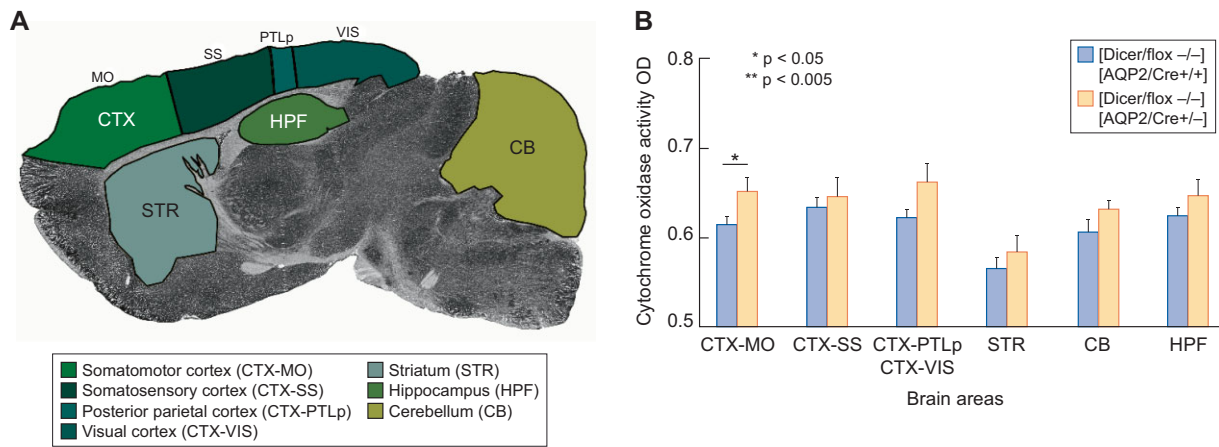 A
MO
SS
PTLp
VIS
CTX
HPF
CB
STR
Somatomotor cortex (CTX-MO)
Somatosensory cortex (CTX-SS)
Posterior parietal cortex (CTX-PTLp)
Visual cortex (CTX-VIS)
Striatum (STR)
Hippocampus (HPF)
Cerebellum (CB)
B
Cytochrome oxidase activity OD
0.8
0.7
0.6
0.5
* p < 0.05
** p < 0.005
[Dicer/flox –/–]
[AQP2/Cre+/+]
[Dicer/flox –/–]
[AQP2/Cre+/–]
*
CTX-MO
CTX-SS
CTX-PTLp
CTX-VIS
STR
CB
HPF
Brain areas